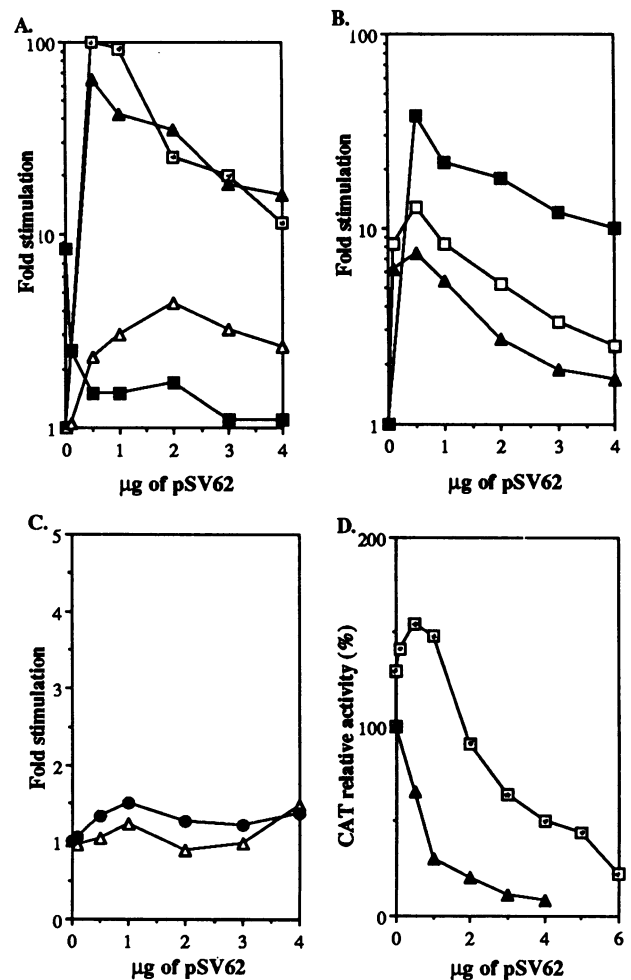 A.
100
10
1
Fold stimulation
0 1 2 3 4
µg of pSV62
B.
100
10
1
Fold stimulation
0 1 2 3 4
µg of pSV62
C.
5
4
3
2
1
0
Fold stimulation
0 1 2 3 4
µg of pSV62
D.
200
100
0
CAT relative activity (%)
0 2 4 6
µg of pSV62